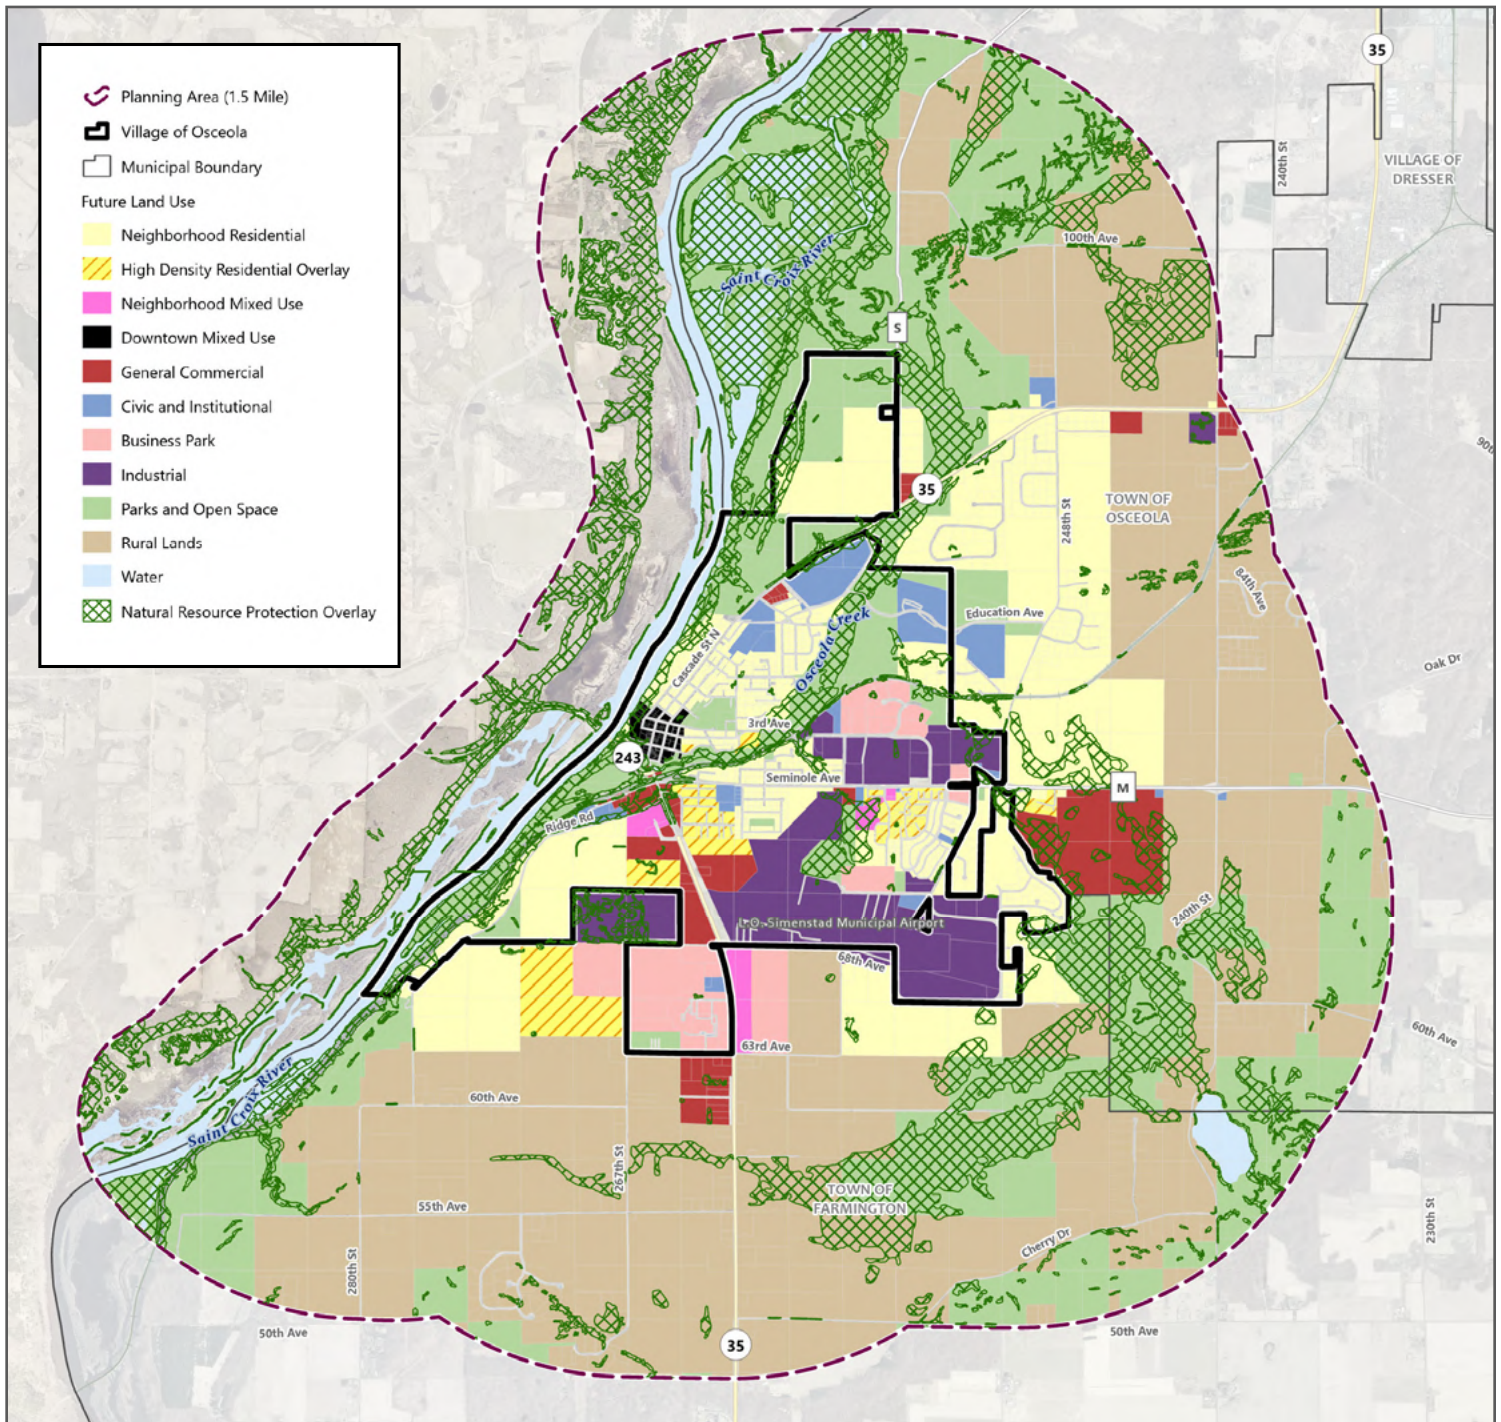 35
Planning Area (1.5 Mile)
Village of Osceola
Municipal Boundary
Future Land Use
Neighborhood Residential
High Density Residential Overlay
Neighborhood Mixed Use
Downtown Mixed Use
General Commercial
Civic and Institutional
Business Park
Industrial
Parks and Open Space
Rural Lands
Water
Natural Resource Protection Overlay
VILLAGE OF
DRESSER
240th St
100th Ave
Saint Croix River
S
90th
35
TOWN OF
OSCEOLA
248th St
84th Ave
Education Ave
Osceola Creek
Cascade St N
Oak Dr
3rd Ave
243
Seminole Ave
M
Ridge Rd
240th St
L.O. Simenstad Municipal Airport
68th Ave
60th Ave
63rd Ave
Saint Croix River
60th Ave
267th St
TOWN OF
FARMINGTON
55th Ave
230th St
Cherry Dr
280th St
50th Ave
50th Ave
35